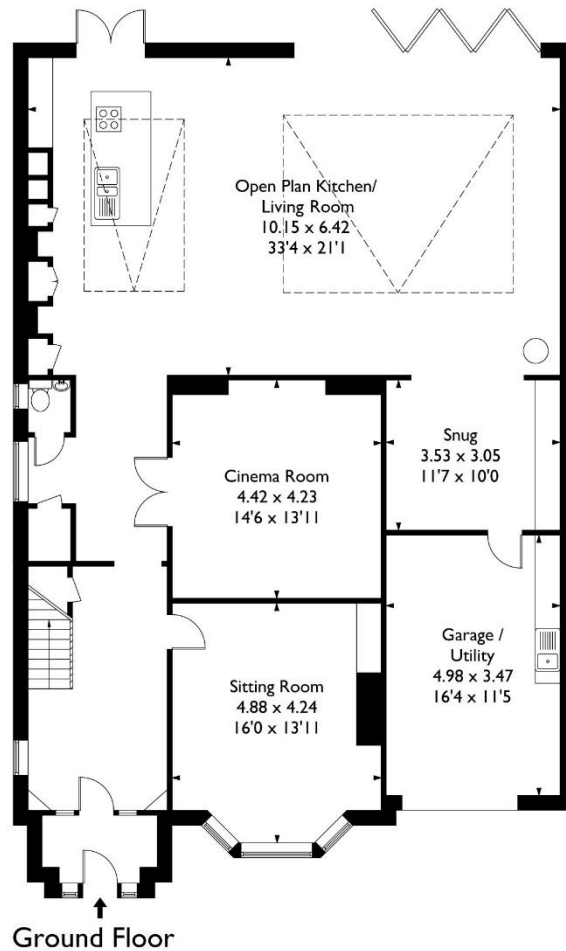 Open Plan Kitchen/
Living Room
10.15 x 6.42
33'4 x 21'1
Snug
3.53 x 3.05
11'7 x 10'0
Cinema Room
4.42 x 4.23
14'6 x 13'11
Garage /
Utility
4.98 x 3.47
16'4 x 11'5
Sitting Room
4.88 x 4.24
16'0 x 13'11
Ground Floor